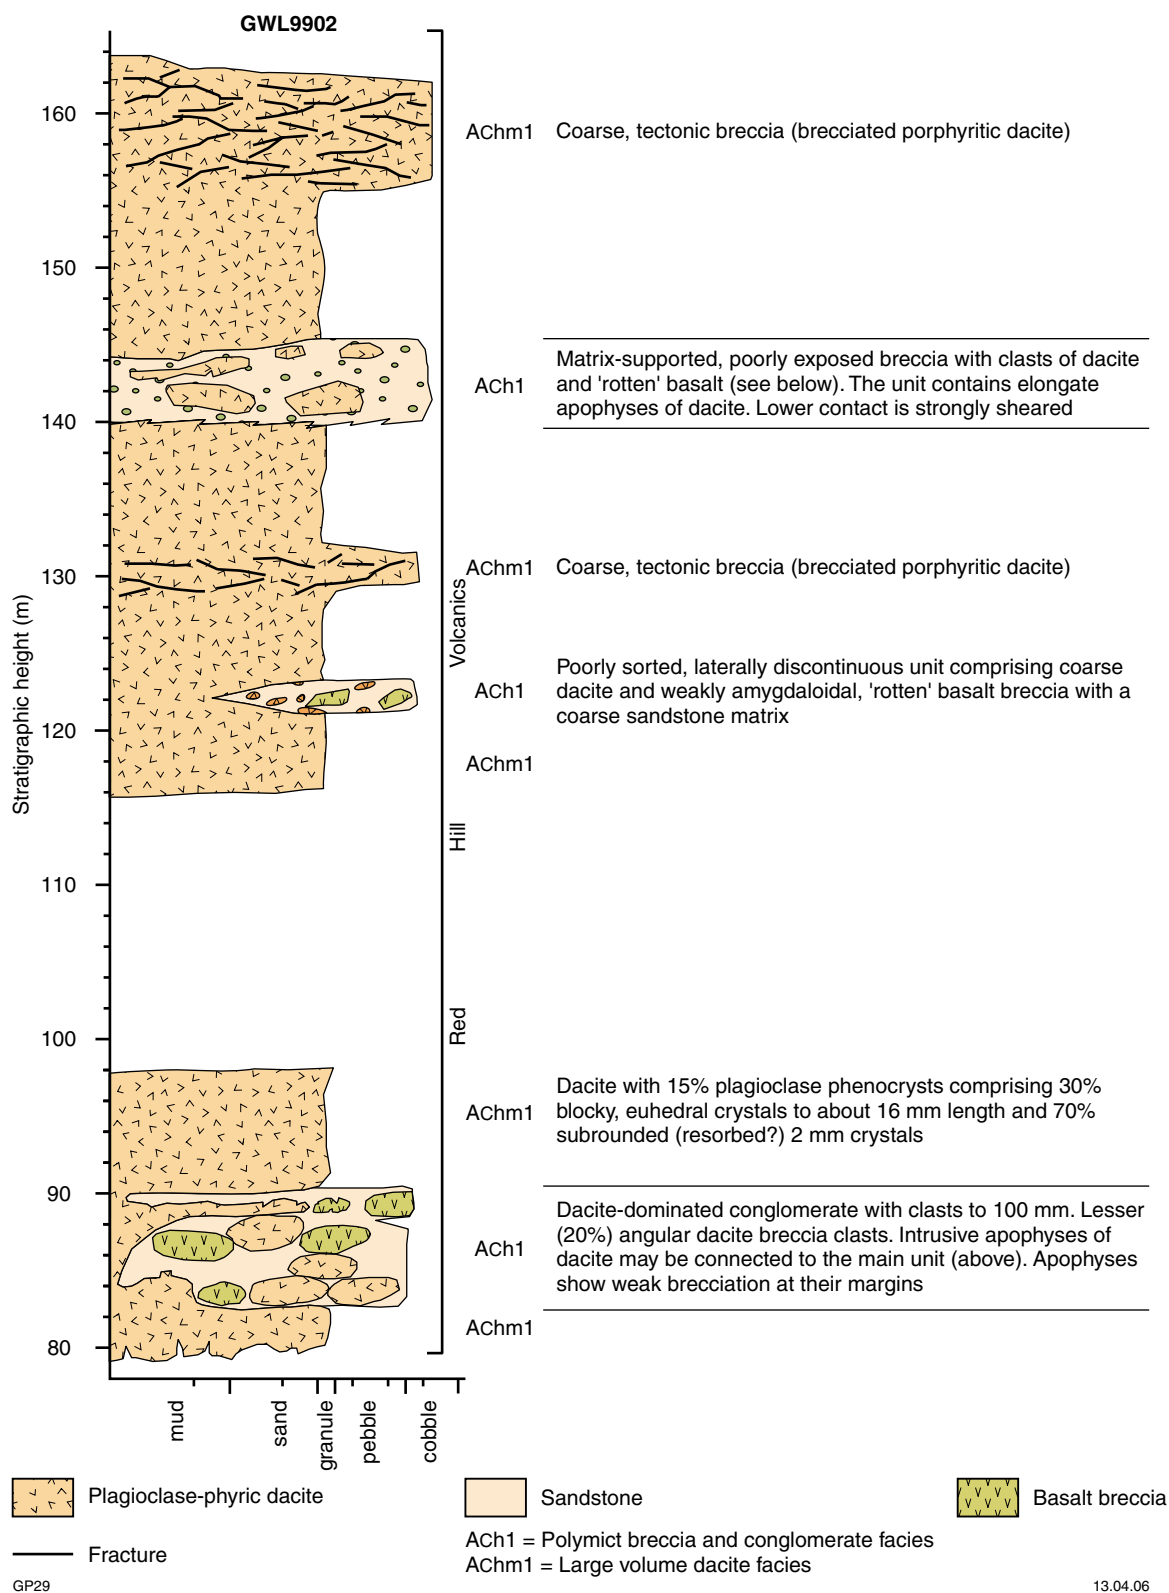 GWL9902
160
150
140
130
120
110
100
90
80
Stratigraphic height (m)
Volcanics
Hill
Red
AChm1 Coarse, tectonic breccia (brecciated porphyritic dacite)
ACh1
Matrix-supported, poorly exposed breccia with clasts of dacite
and 'rotten' basalt (see below). The unit contains elongate
apophyses of dacite. Lower contact is strongly sheared
AChm1 Coarse, tectonic breccia (brecciated porphyritic dacite)
ACh1
Poorly sorted, laterally discontinuous unit comprising coarse
dacite and weakly amygdaloidal, 'rotten' basalt breccia with a
coarse sandstone matrix
AChm1
AChm1
Dacite with 15% plagioclase phenocrysts comprising 30%
blocky, euhedral crystals to about 16 mm length and 70%
subrounded (resorbed?) 2 mm crystals
ACh1
Dacite-dominated conglomerate with clasts to 100 mm. Lesser
(20%) angular dacite breccia clasts. Intrusive apophyses of
dacite may be connected to the main unit (above). Apophyses
show weak brecciation at their margins
AChm1
mud
sand
granule
pebble
cobble
Plagioclase-phyric dacite
Sandstone
Basalt breccia
Fracture
ACh1 = Polymict breccia and conglomerate facies
AChm1 = Large volume dacite facies
GP29
13.04.06